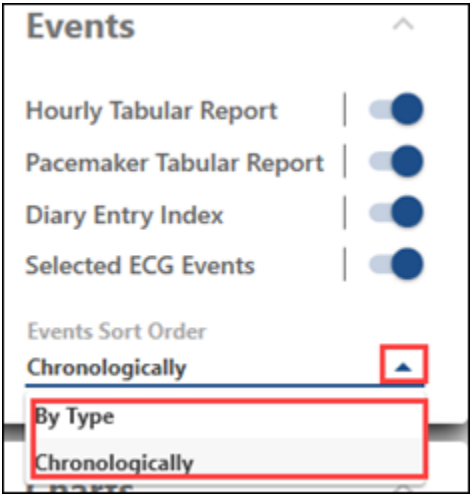 Events
Hourly Tabular Report
Pacemaker Tabular Report
Diary Entry Index
Selected ECG Events
Events Sort Order
Chronologically
By Type
Chronologically
Charts